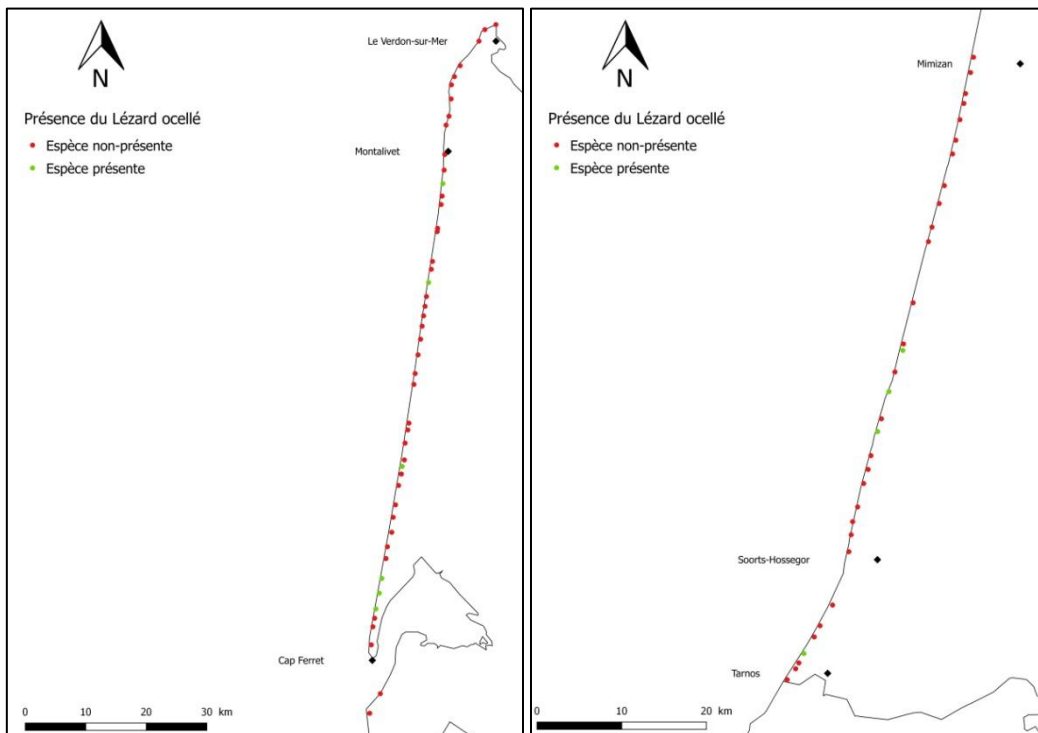 Le Verdon-sur-Mer
N
Présence du Lézard ocellé
Espèce non-présente
Espèce présente
Montalivet
Cap Ferret
0 10 20 30 km
Mimizan
N
Présence du Lézard ocellé
Espèce non-présente
Espèce présente
Soorts-Hossegor
Tarnos
0 10 20 km